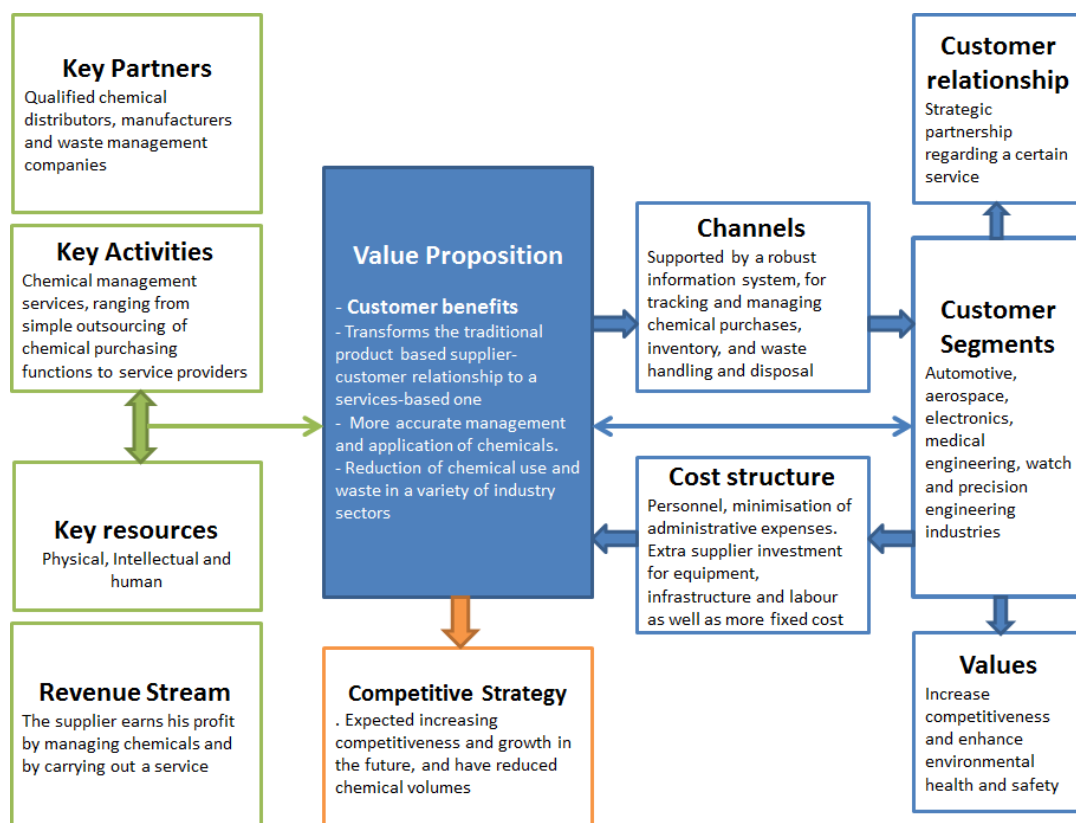 Key Partners
Qualified chemical
distributors, manufacturers
and waste management
companies
Key Activities
Chemical management
services, ranging from
simple outsourcing of
chemical purchasing
functions to service providers
Key resources
Physical, Intellectual and
human
Revenue Stream
The supplier earns his profit
by managing chemicals and
by carrying out a service
Value Proposition
- Customer benefits
- Transforms the traditional
product based supplier-
customer relationship to a
services-based one
- More accurate management
and application of chemicals.
- Reduction of chemical use and
waste in a variety of industry
sectors
Competitive Strategy
. Expected increasing
competitiveness and growth in
the future, and have reduced
chemical volumes
Channels
Supported by a robust
information system, for
tracking and managing
chemical purchases,
inventory, and waste
handling and disposal
Cost structure
Personnel, minimisation of
administrative expenses.
Extra supplier investment
for equipment,
infrastructure and labour
as well as more fixed cost
Customer
relationship
Strategic
partnership
regarding a certain
service
Customer
Segments
Automotive,
aerospace,
electronics,
medical
engineering, watch
and precision
engineering
industries
Values
Increase
competitiveness
and enhance
environmental
health and safety